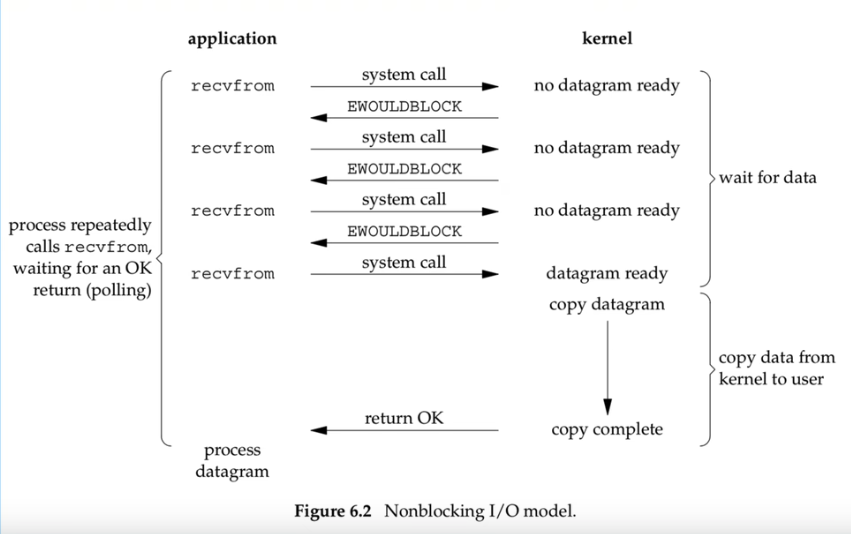 application
kernel
recvfrom
system call
no datagram ready
EWOULDBLOCK
recvfrom
system call
no datagram ready
EWOULDBLOCK
recvfrom
system call
no datagram ready
EWOULDBLOCK
recvfrom
system call
datagram ready
wait for data
process repeatedly
calls recvfrom,
waiting for an OK
return (polling)
copy datagram
copy data from
kernel to user
return OK
copy complete
process
datagram
Figure 6.2 Nonblocking I/O model.